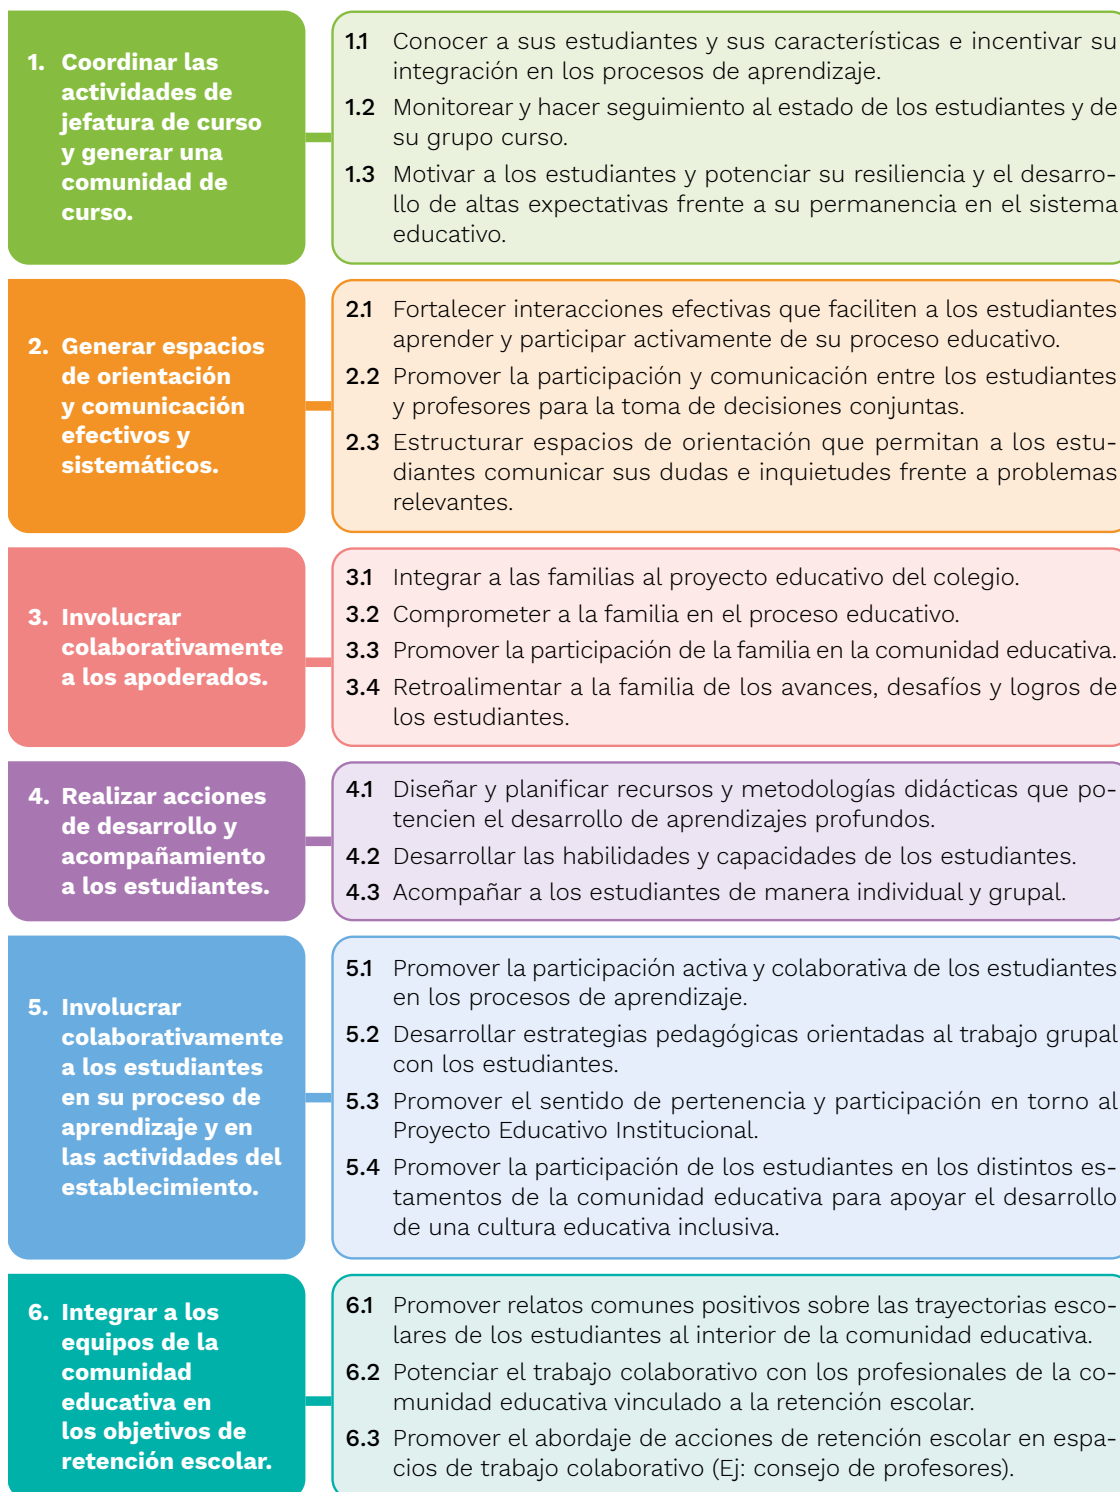 1. Coordinar las
actividades de
jefatura de curso
y generar una
comunidad de
curso.
1.1 Conocer a sus estudiantes y sus características e incentivar su
integración en los procesos de aprendizaje.
1.2 Monitorear y hacer seguimiento al estado de los estudiantes y de
su grupo curso.
1.3 Motivar a los estudiantes y potenciar su resiliencia y el desarro-
llo de altas expectativas frente a su permanencia en el sistema
educativo.
2. Generar espacios
de orientación
y comunicación
efectivos y
sistemáticos.
2.1 Fortalecer interacciones efectivas que faciliten a los estudiantes
aprender y participar activamente de su proceso educativo.
2.2 Promover la participación y comunicación entre los estudiantes
y profesores para la toma de decisiones conjuntas.
2.3 Estructurar espacios de orientación que permitan a los estu-
diantes comunicar sus dudas e inquietudes frente a problemas
relevantes.
3. Involucrar
colaborativamente
a los apoderados.
3.1 Integrar a las familias al proyecto educativo del colegio.
3.2 Comprometer a la familia en el proceso educativo.
3.3 Promover la participación de la familia en la comunidad educativa.
3.4 Retroalimentar a la familia de los avances, desafíos y logros de
los estudiantes.
4. Realizar acciones
de desarrollo y
acompañamiento
a los estudiantes.
4.1 Diseñar y planificar recursos y metodologías didácticas que po-
tencien el desarrollo de aprendizajes profundos.
4.2 Desarrollar las habilidades y capacidades de los estudiantes.
4.3 Acompañar a los estudiantes de manera individual y grupal.
5. Involucrar
colaborativamente
a los estudiantes
en su proceso de
aprendizaje y en
las actividades del
establecimiento.
5.1 Promover la participación activa y colaborativa de los estudiantes
en los procesos de aprendizaje.
5.2 Desarrollar estrategias pedagógicas orientadas al trabajo grupal
con los estudiantes.
5.3 Promover el sentido de pertenencia y participación en torno al
Proyecto Educativo Institucional.
5.4 Promover la participación de los estudiantes en los distintos es-
tamentos de la comunidad educativa para apoyar el desarrollo
de una cultura educativa inclusiva.
6. Integrar a los
equipos de la
comunidad
educativa en
los objetivos de
retención escolar.
6.1 Promover relatos comunes positivos sobre las trayectorias esco-
lares de los estudiantes al interior de la comunidad educativa.
6.2 Potenciar el trabajo colaborativo con los profesionales de la co-
munidad educativa vinculado a la retención escolar.
6.3 Promover el abordaje de acciones de retención escolar en espa-
cios de trabajo colaborativo (Ej: consejo de profesores).